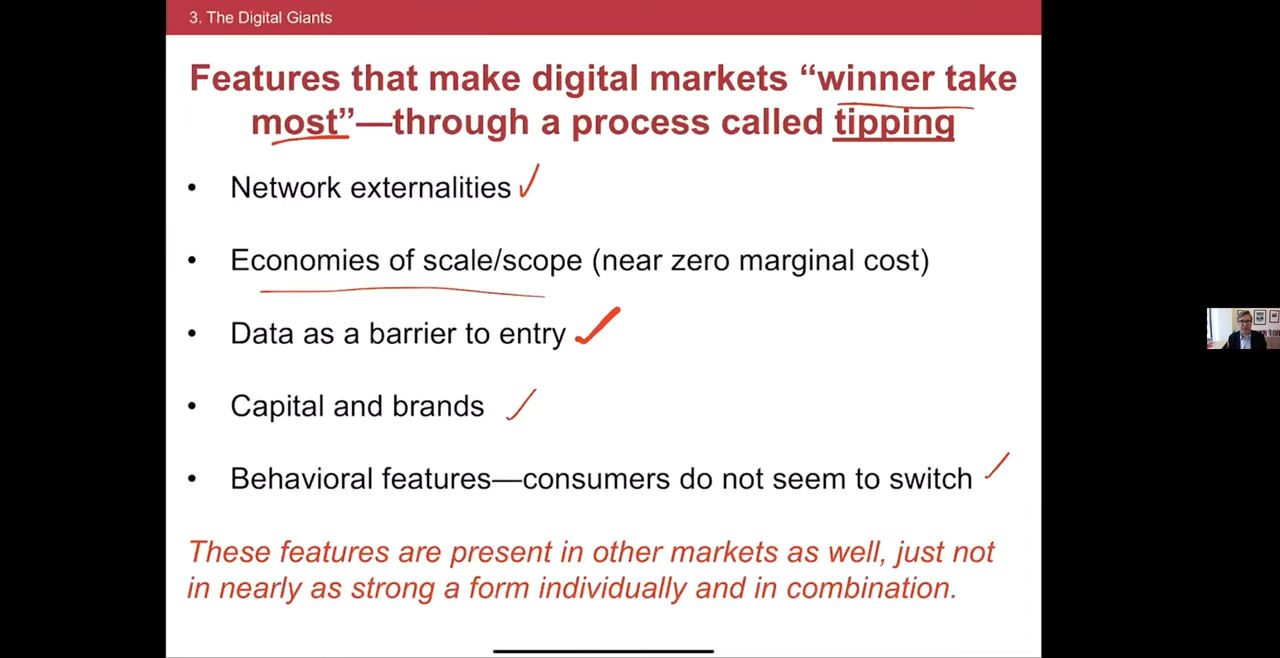 3. The Digital Giants
Features that make digital markets “winner take
most”—through a process called tipping
• Network externalities
• Economies of scale/scope (near zero marginal cost)
• Data as a barrier to entry
• Capital and brands
• Behavioral features—consumers do not seem to switch
These features are present in other markets as well, just not
in nearly as strong a form individually and in combination.